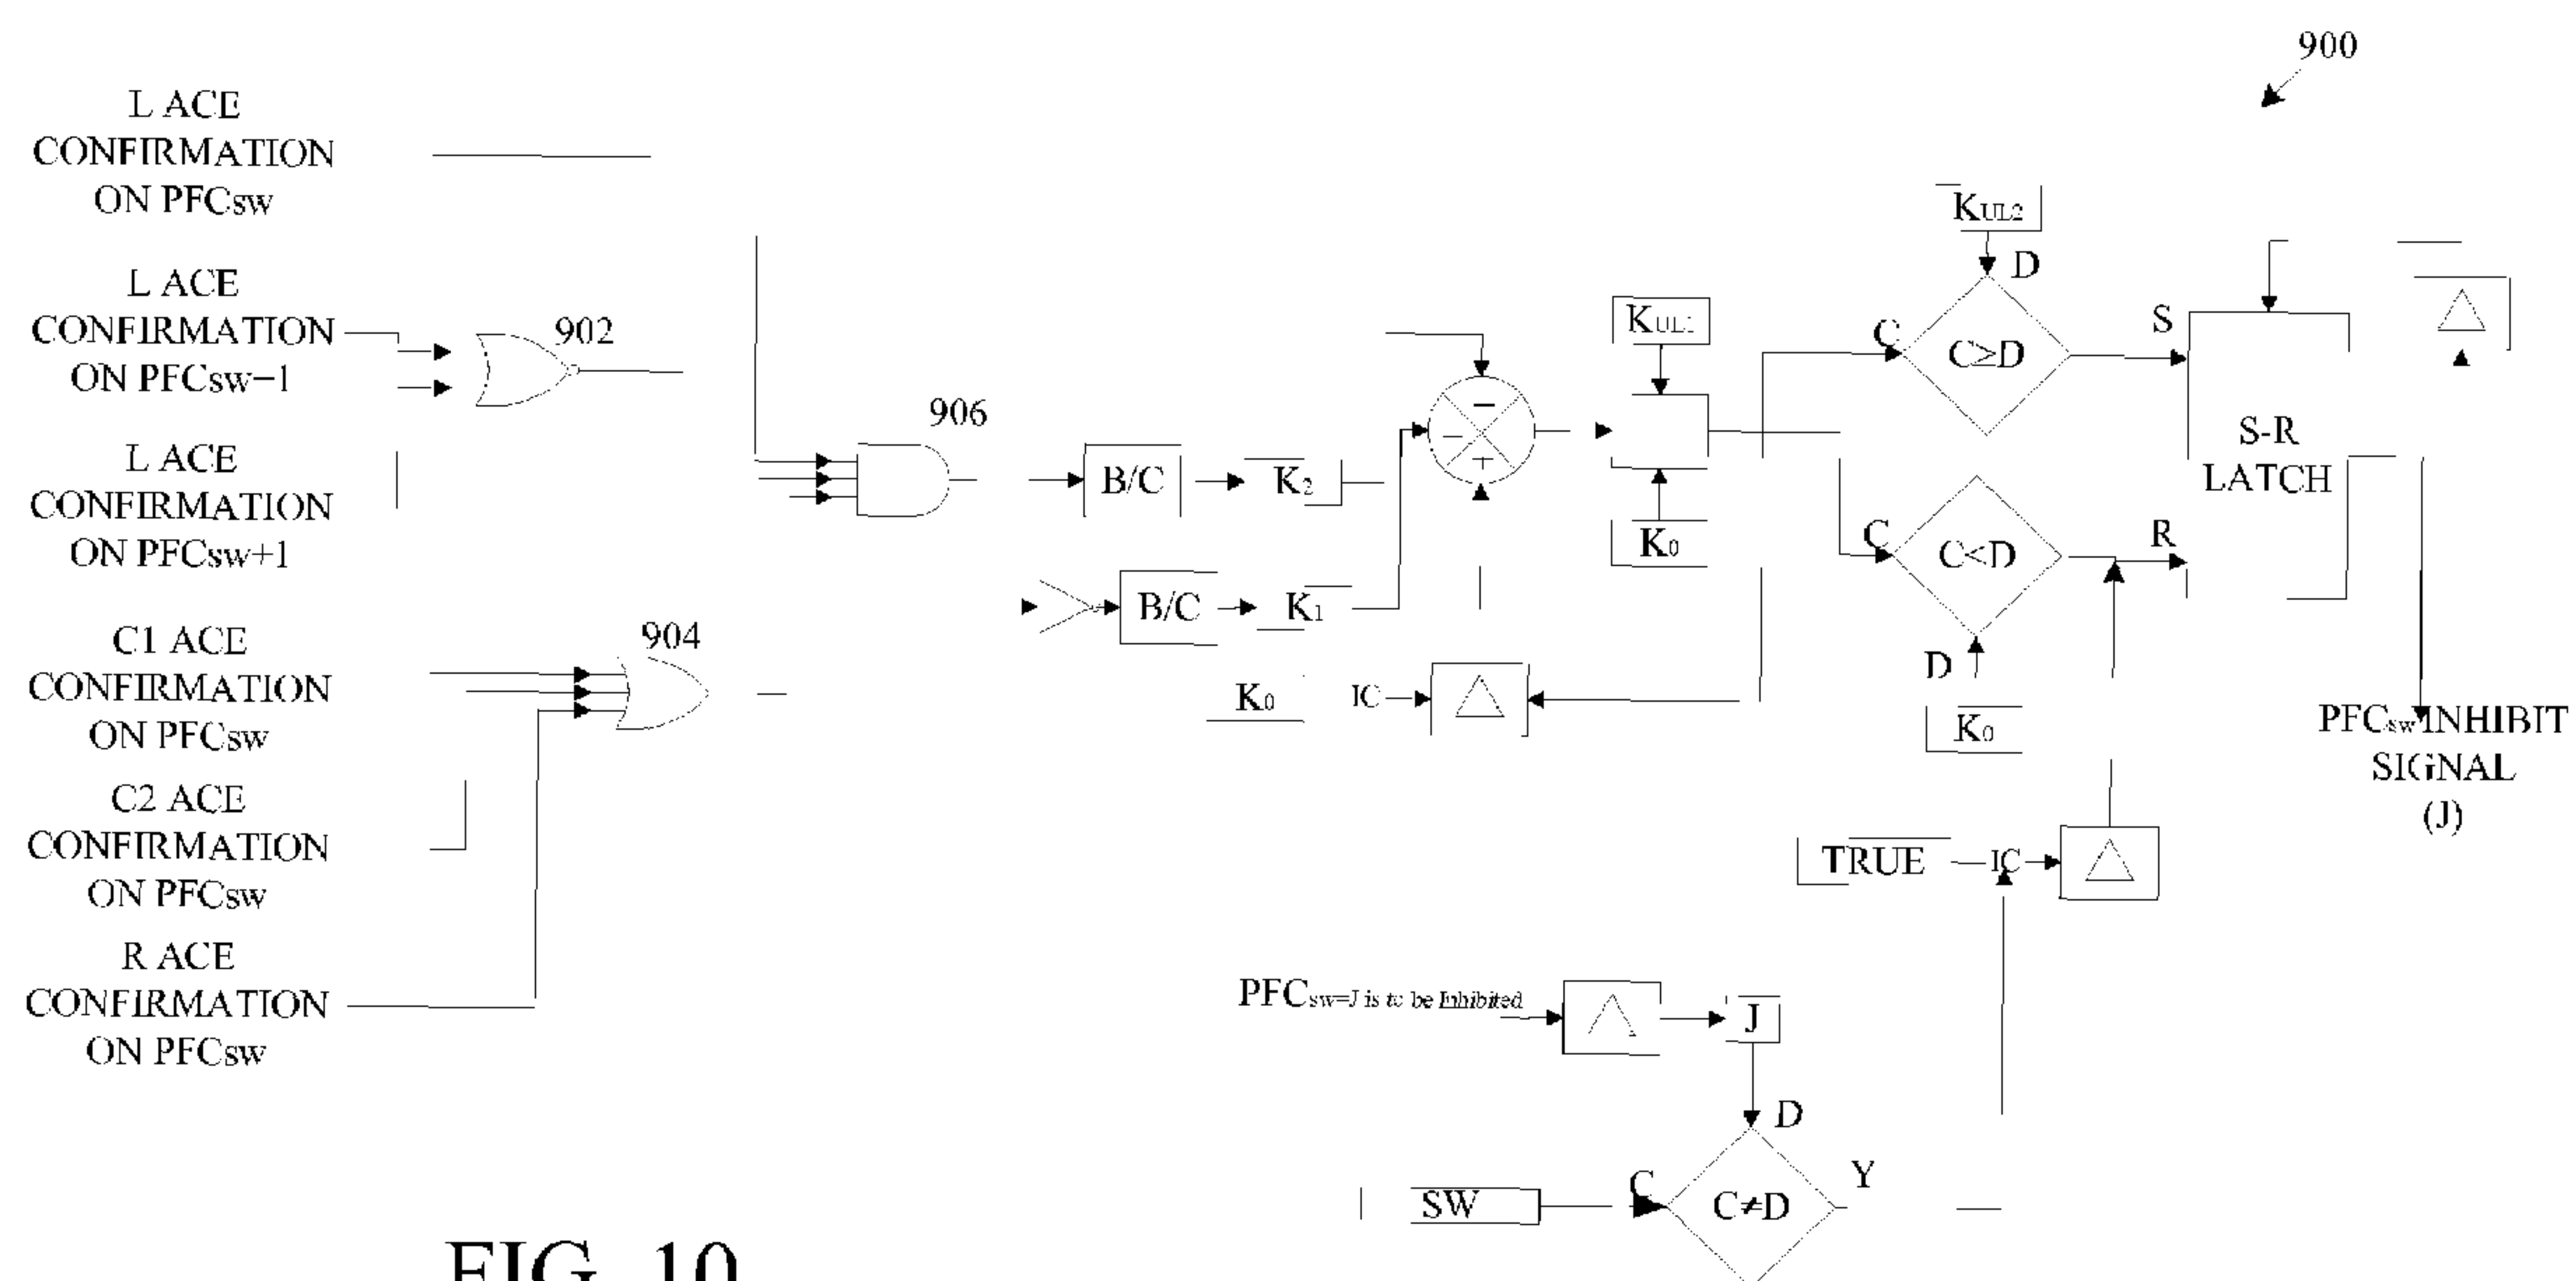 900
L ACE
CONFIRMATION
ON PFCsw
L ACE
CONFIRMATION
ON PFCsw−1
902
L ACE
CONFIRMATION
ON PFCsw+1
906
C1 ACE
CONFIRMATION
ON PFCsw
904
C2 ACE
CONFIRMATION
ON PFCsw
R ACE
CONFIRMATION
ON PFCsw
B/C
K2
B/C
K1
K0
IC
−
−
+
KUL1
K0
KUL2
D
C
C≥D
S
S-R
LATCH
C
C<D
R
D
K0
TRUE
IC
PFCsw INHIBIT
SIGNAL
(J)
PFCsw=J is to be Inhibited
J
D
SW
C
C≠D
Y
FIG. 10